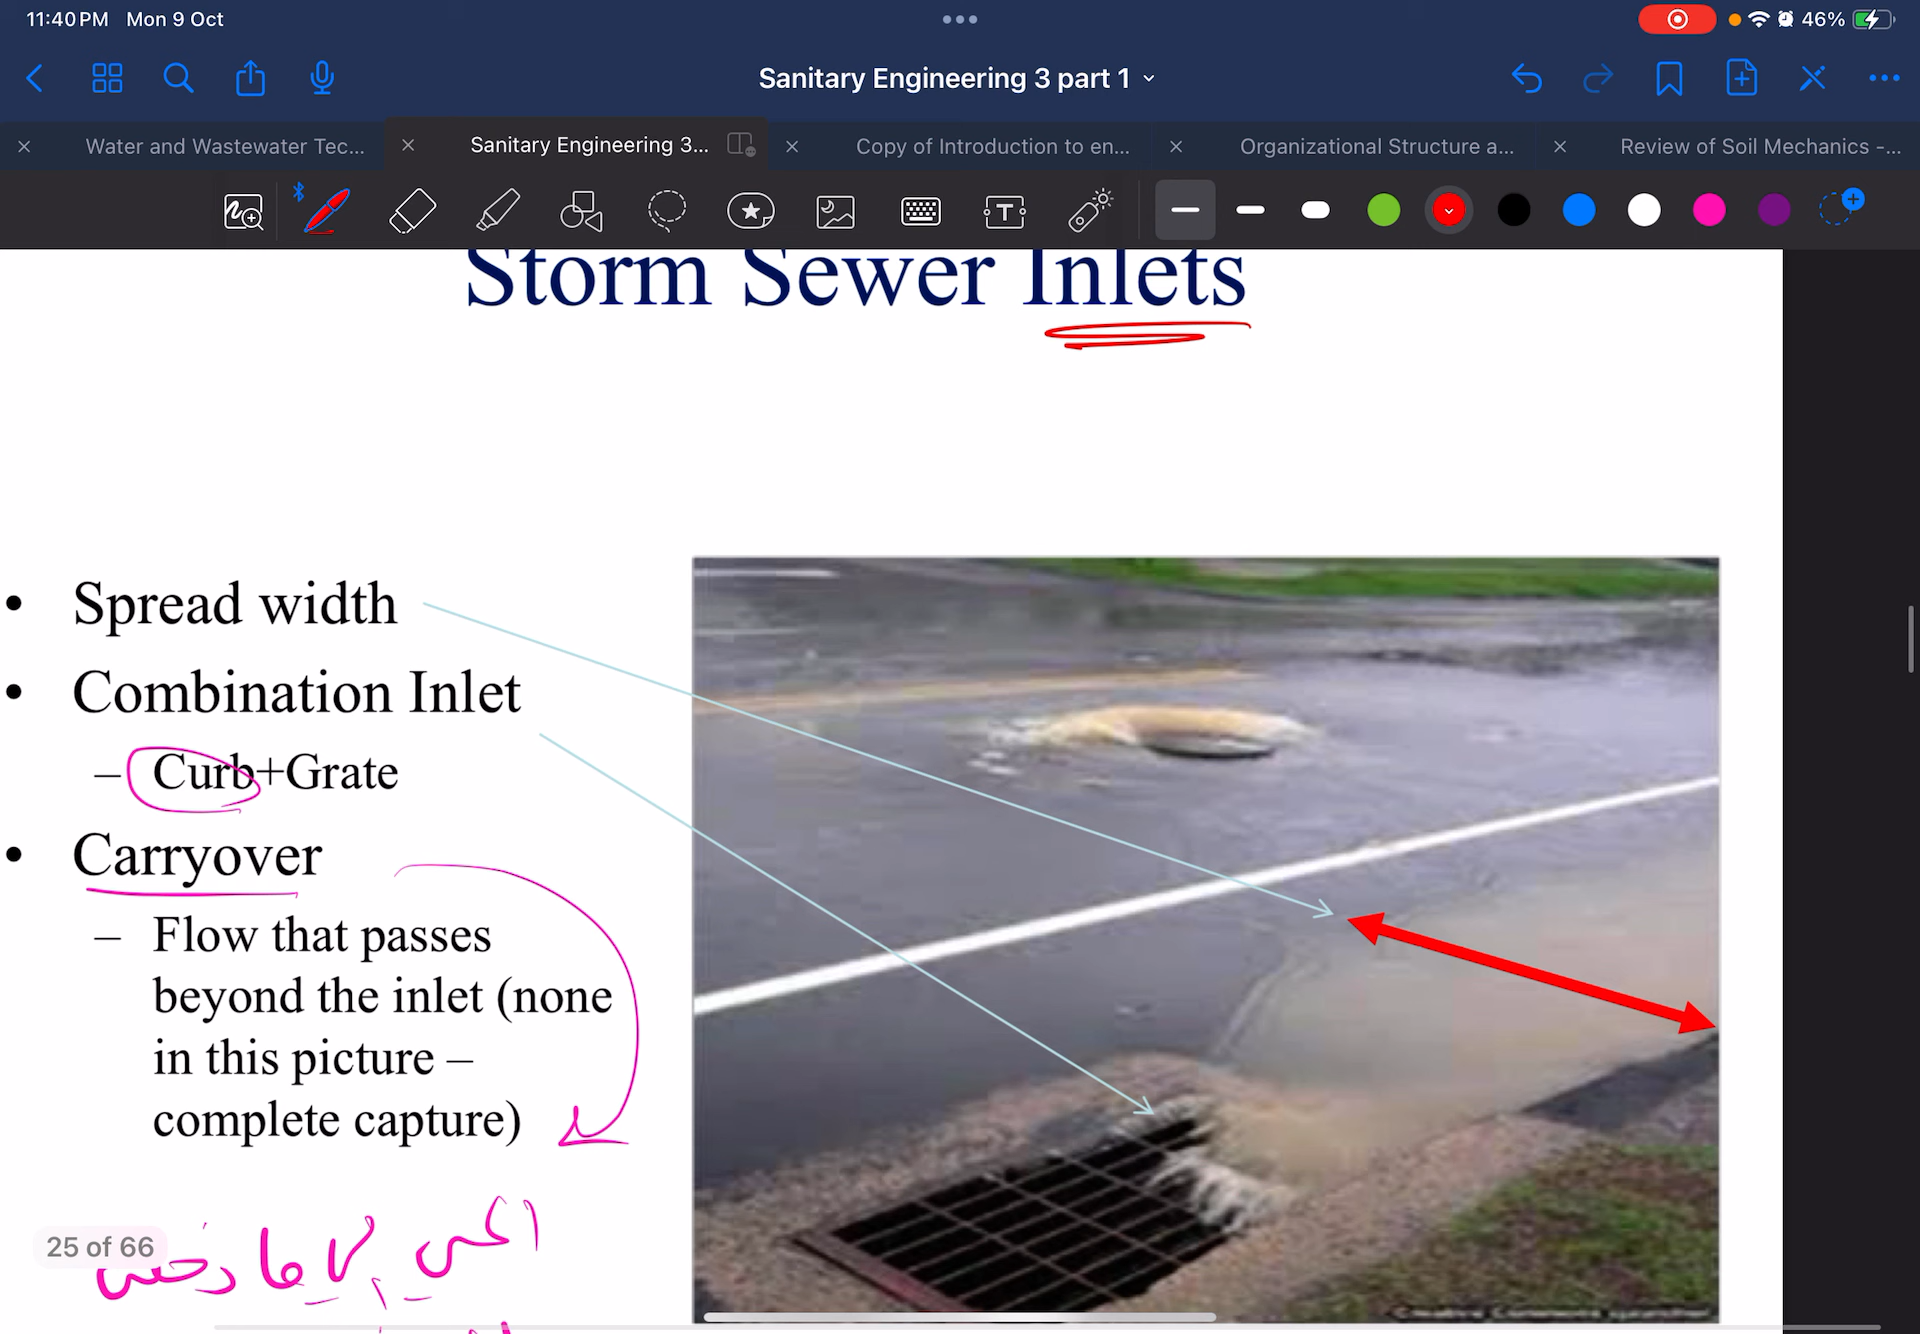 11:40 PM Mon 9 Oct
46%
Sanitary Engineering 3 part 1
Water and Wastewater Tec...
Sanitary Engineering 3...
Copy of Introduction to en...
Organizational Structure a...
Review of Soil Mechanics -...
Storm Sewer Inlets
• Spread width
• Combination Inlet
– Curb+Grate
• Carryover
– Flow that passes
beyond the inlet (none
in this picture –
complete capture)
25 of 66